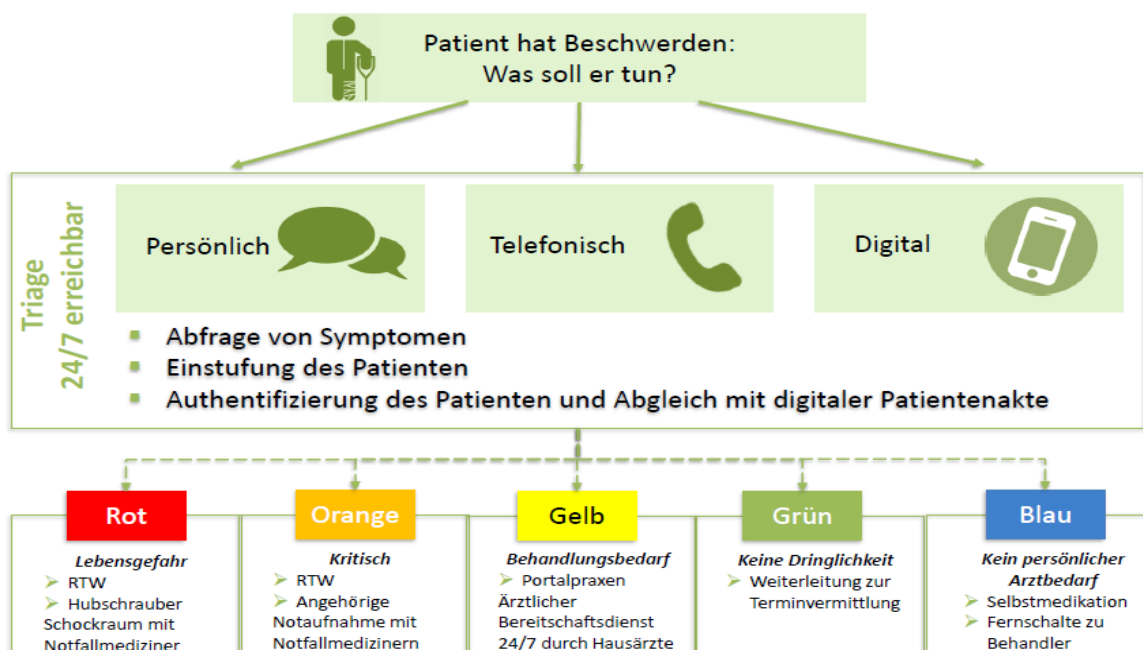 Patient hat Beschwerden:
Was soll er tun?
Triage
24/7 erreichbar
Persönlich
Telefonisch
Digital
Abfrage von Symptomen
Einstufung des Patienten
Authentifizierung des Patienten und Abgleich mit digitaler Patientenakte
Rot
Lebensgefahr
RTW
Hubschrauber
Schockraum mit
Notfallmediziner
Orange
Kritisch
RTW
Angehörige
Notaufnahme mit
Notfallmedizinern
Gelb
Behandlungsbedarf
Portalpraxen
Ärztlicher
Bereitschaftsdienst
24/7 durch Hausärzte
Grün
Keine Dringlichkeit
Weiterleitung zur
Terminvermittlung
Blau
Kein persönlicher
Arztbedarf
Selbstmedikation
Fernschalte zu
Behandler